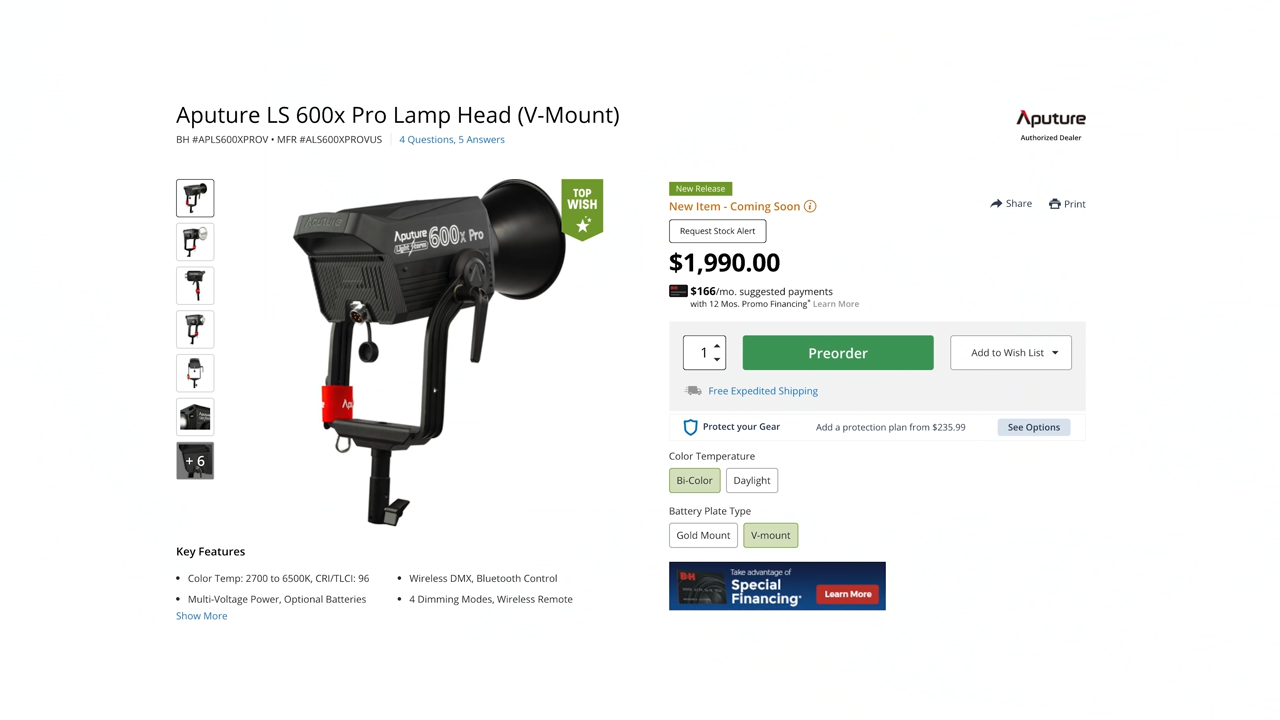 Aputure LS 600x Pro Lamp Head (V-Mount)
BH #APLS600XPROV • MFR #ALS600XPROVUS
4 Questions, 5 Answers
Aputure
Authorized Dealer
+ 6
Aputure
Aputure
Light Storm
600x Pro
Apu
TOP
WISH
New Release
New Item - Coming Soon
Share
Print
Request Stock Alert
$1,990.00
$166/mo. suggested payments
with 12 Mos. Promo Financing* Learn More
1
Preorder
Add to Wish List
Free Expedited Shipping
Protect your Gear
Add a protection plan from $235.99
See Options
Color Temperature
Bi-Color
Daylight
Battery Plate Type
Gold Mount
V-mount
B&H
Take advantage of
Special
Financing*
Learn More
Key Features
• Color Temp: 2700 to 6500K, CRI/TLCI: 96
• Multi-Voltage Power, Optional Batteries
• Wireless DMX, Bluetooth Control
• 4 Dimming Modes, Wireless Remote
Show More